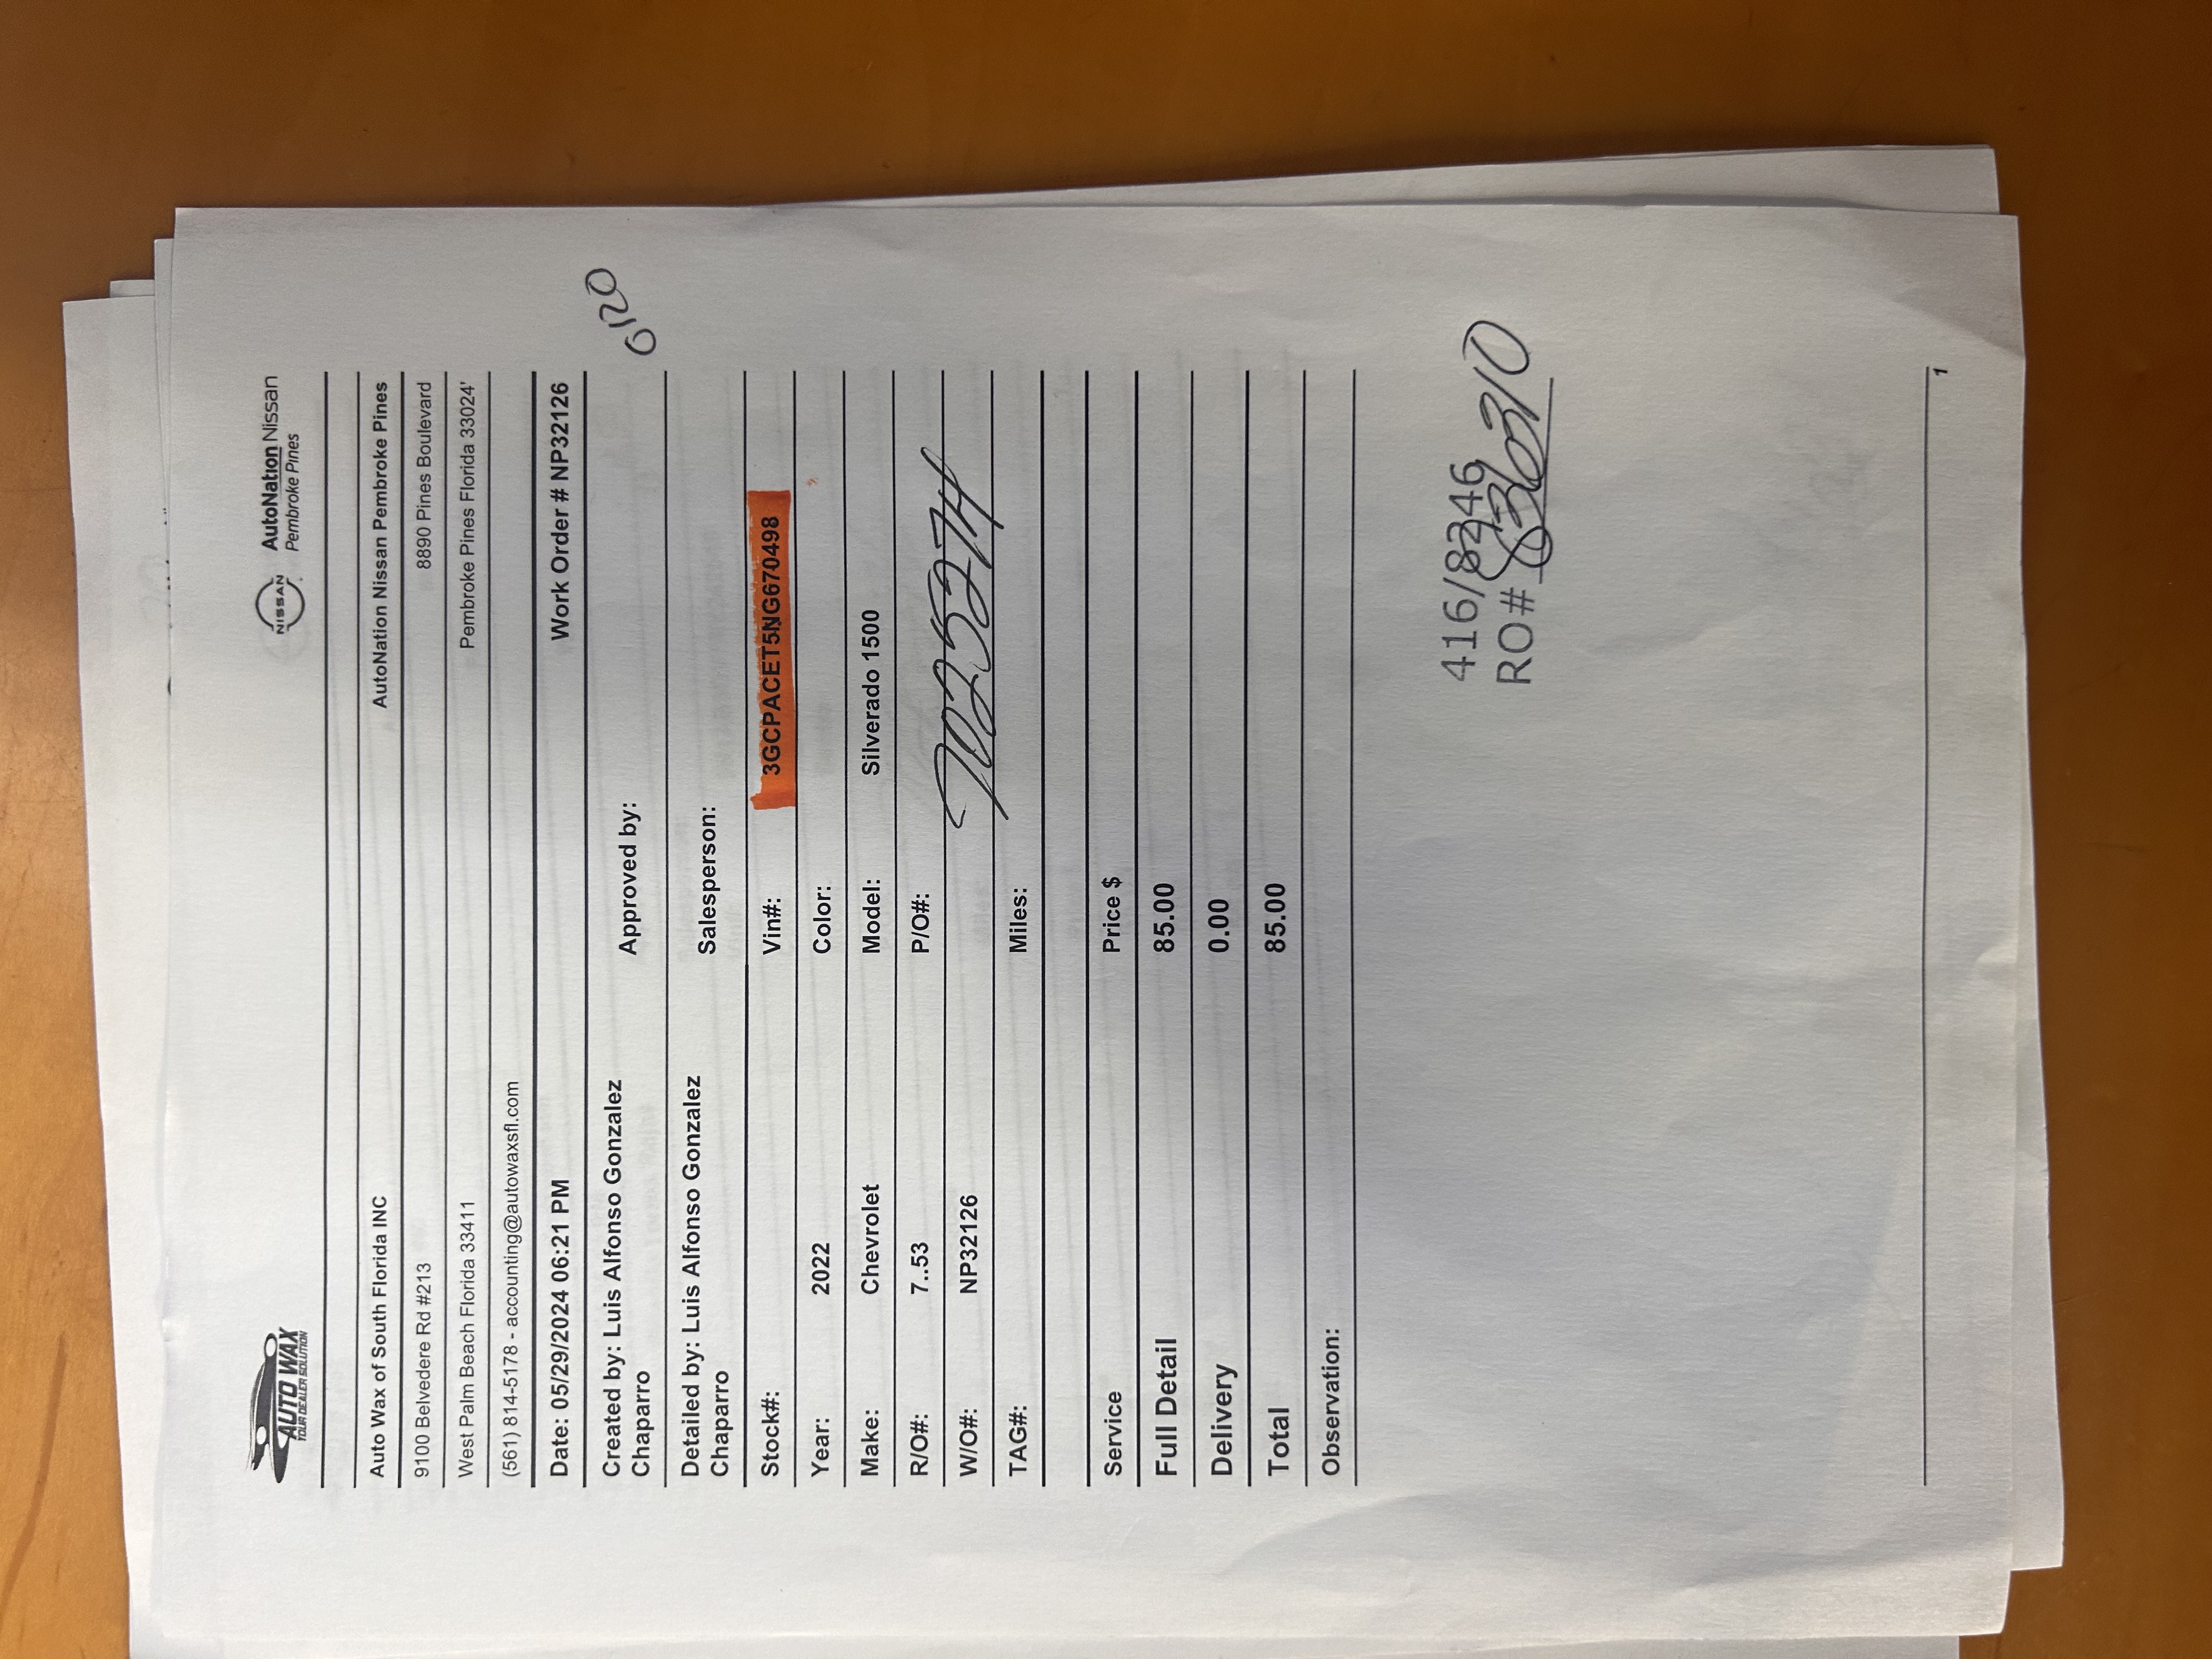 AUTO WAX
YOUR DEALER SOLUTION
NISSAN
AutoNation Nissan
Pembroke Pines
Auto Wax of South Florida INC AutoNation Nissan Pembroke Pines
9100 Belvedere Rd #213 8890 Pines Boulevard
West Palm Beach Florida 33411 Pembroke Pines Florida 33024'
(561) 814-5178 - accounting@autowaxsfl.com
Date: 05/29/2024 06:21 PM Work Order # NP32126
6120
Created by: Luis Alfonso Gonzalez Approved by:
Chaparro
Detailed by: Luis Alfonso Gonzalez Salesperson:
Chaparro
Stock#: Vin#: 3GCPACET5NG670498
Year: 2022 Color:
Make: Chevrolet Model: Silverado 1500
R/O#: 7..53 P/O#:
W/O#: NP32126
TAG#: Miles:
Service Price $
Full Detail 85.00
Delivery 0.00
Total 85.00
Observation:
416/8246
RO#
1